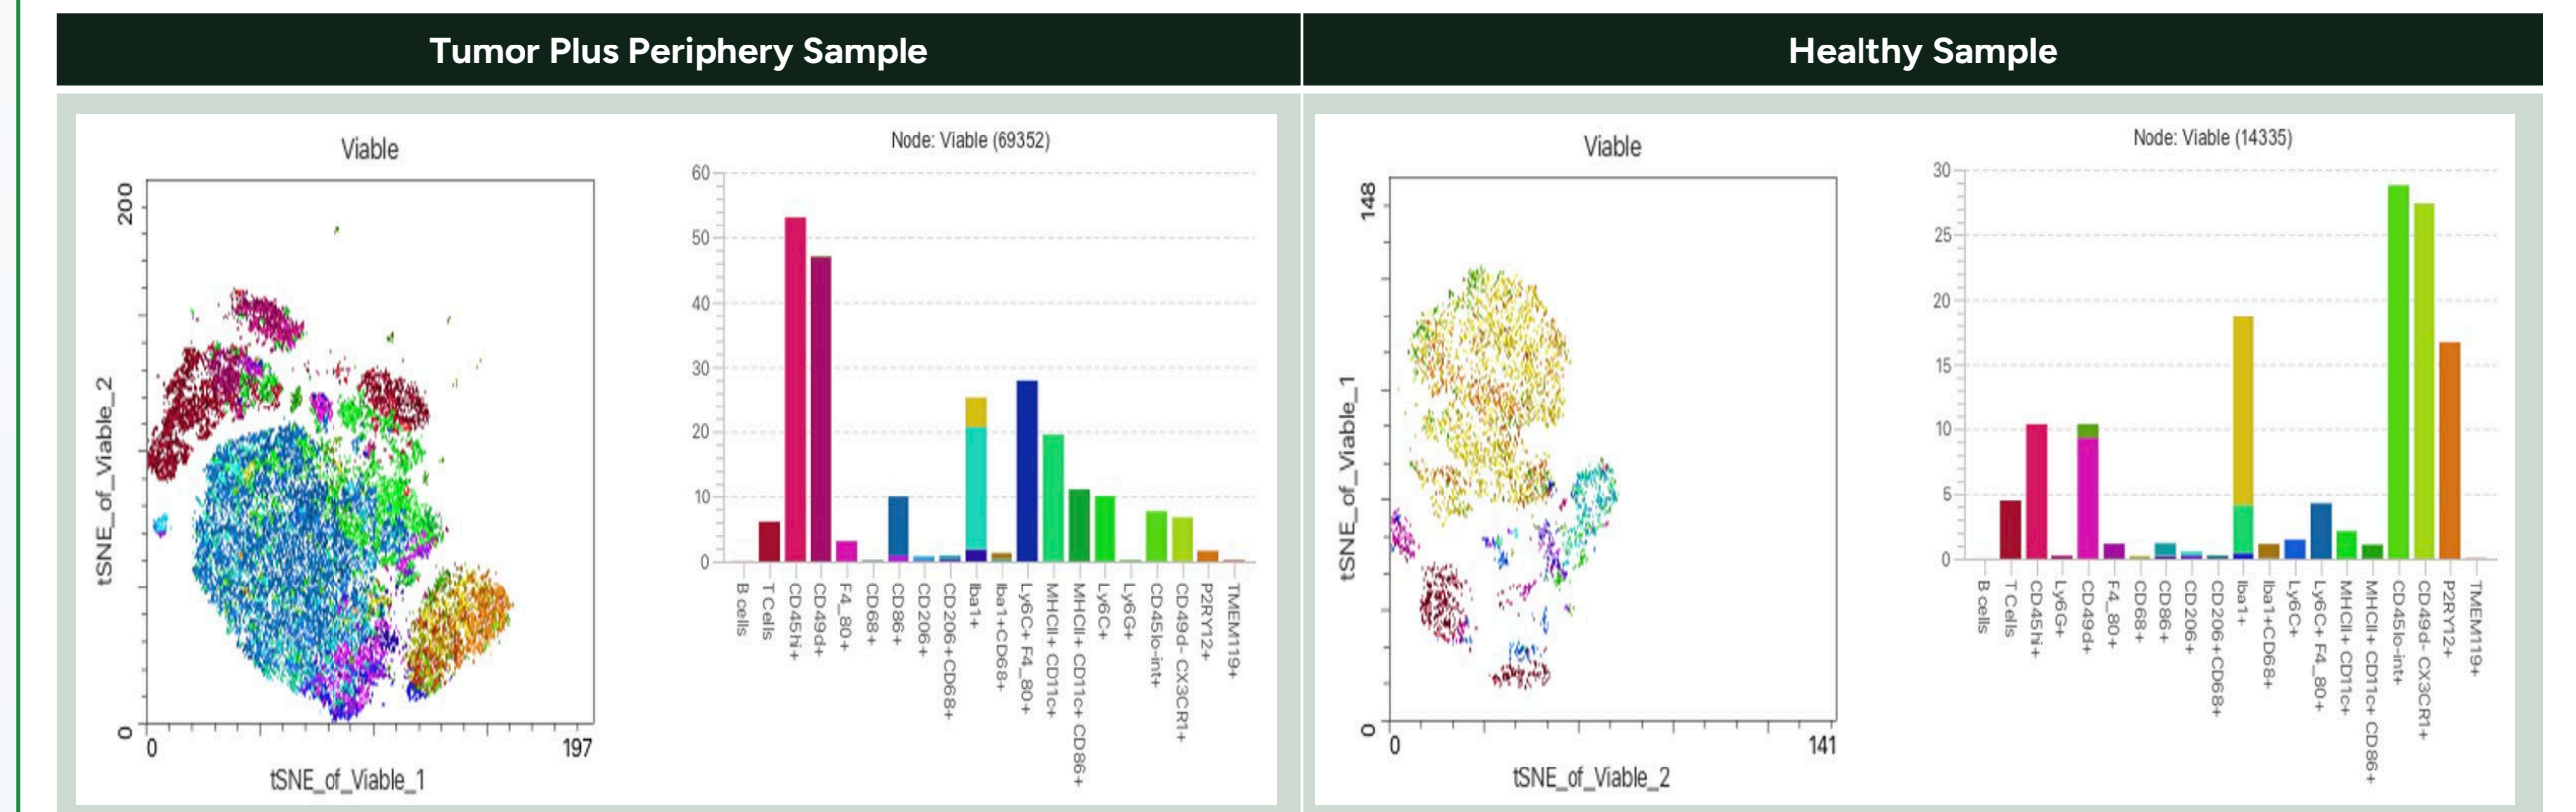 Tumor Plus Periphery Sample
Healthy Sample
Viable
200
0
0
197
tSNE_of_Viable_2
tSNE_of_Viable_1
Node: Viable (69352)
60
50
40
30
20
10
0
B cells
T Cells
CD45hi+
CD49d+
F4_80+
CD68+
CD86+
CD206+
CD206+CD68+
Iba1+
Iba1+CD68+
Ly6C+ F4_80+
MHCII+ CD11c+
MHCII+ CD11c+ CD86+
Ly6C+
Ly6G+
CD45lo-int+
CD49d- CX3CR1+
P2RY12+
TMEM119+
Viable
148
0
0
141
tSNE_of_Viable_1
tSNE_of_Viable_2
Node: Viable (14335)
30
25
20
15
10
5
0
B cells
T Cells
CD45hi+
Ly6G+
CD49d+
F4_80+
CD68+
CD86+
CD206+
CD206+CD68+
Iba1+
Iba1+CD68+
Ly6C+
Ly6C+ F4_80+
MHCII+ CD11c+
MHCII+ CD11c+ CD86+
CD45lo-int+
CD49d- CX3CR1+
P2RY12+
TMEM119+